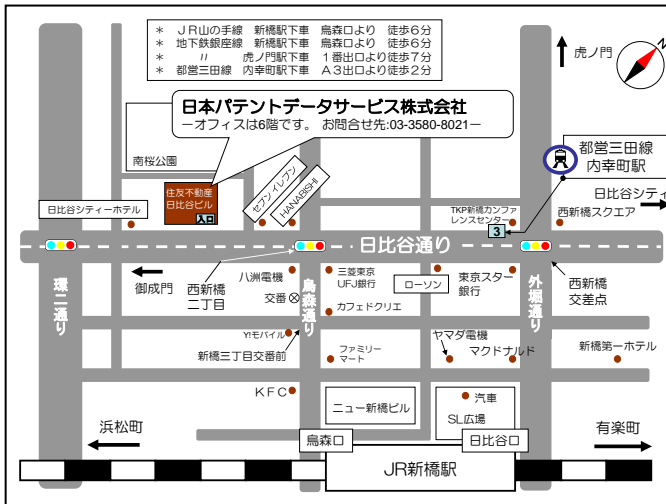 * JR山の手線 新橋駅下車 烏森口より 徒歩6分
* 地下鉄銀座線 新橋駅下車 烏森口より 徒歩6分
* 〃 虎ノ門駅下車 1番出口より徒歩7分
* 都営三田線 内幸町駅下車 A3出口より徒歩2分
虎ノ門
N
日本パテントデータサービス株式会社
−オフィスは6階です。 お問合せ先:03-3580-8021−
都営三田線
内幸町駅
南桜公園
住友不動産
日比谷ビル
入口
セブンイレブン
HANABISHI
日比谷シティ
日比谷シティーホテル
TKP新橋カンファ
レンスセンター
3
西新橋スクエア
日比谷通り
御成門
西新橋
二丁目
八洲電機
交番
三菱東京
UFJ銀行
カフェドクリエ
ローソン
東京スター
銀行
西新橋
交差点
環二通り
烏森通り
外堀通り
Y!モバイル
新橋三丁目交番前
ファミリー
マート
ヤマダ電機
マクドナルド
新橋第一ホテル
KFC
ニュー新橋ビル
汽車
SL広場
浜松町
烏森口
日比谷口
有楽町
JR新橋駅